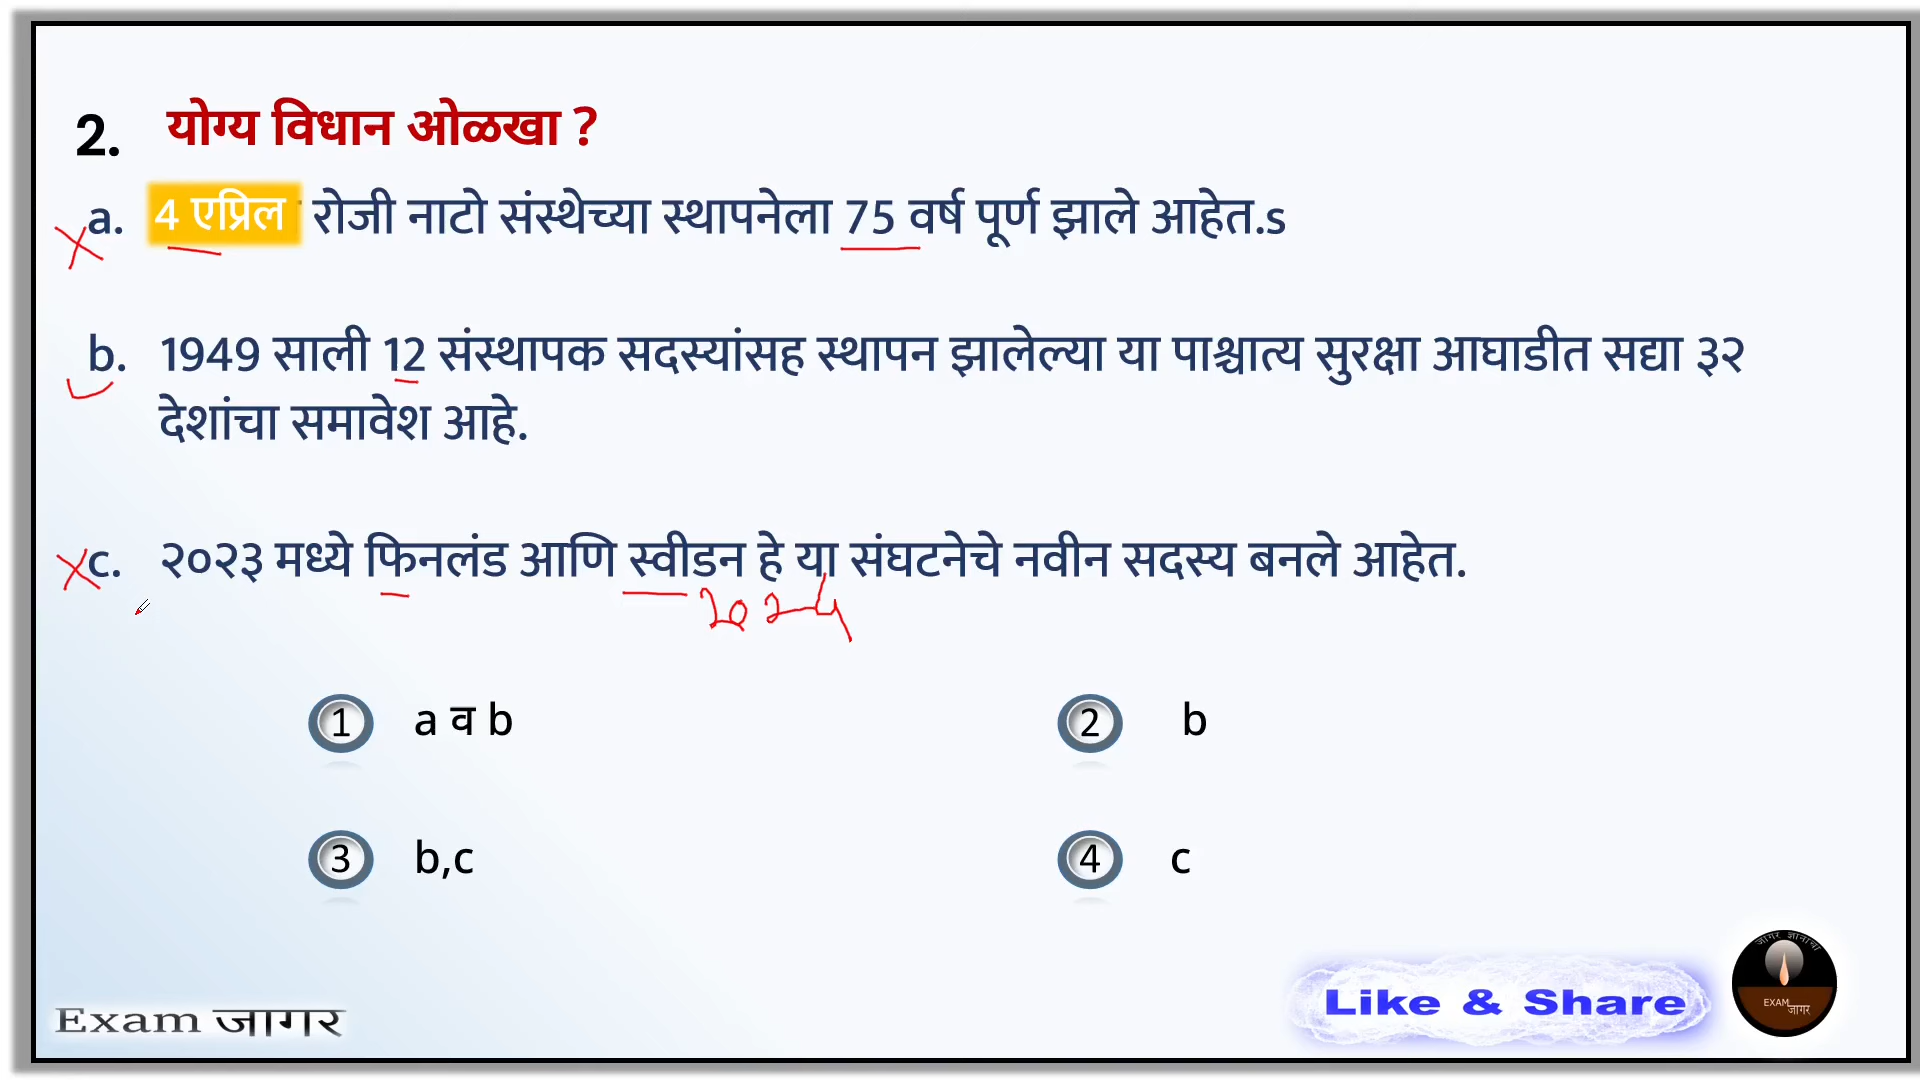 2. योग्य विधान ओळखा ?
a. 4 एप्रिल रोजी नाटो संस्थेच्या स्थापनेला 75 वर्ष पूर्ण झाले आहेत.s
b. 1949 साली 12 संस्थापक सदस्यांसह स्थापन झालेल्या या पाश्चात्य सुरक्षा आघाडीत सद्या ३२
देशांचा समावेश आहे.
c. २०२३ मध्ये फिनलंड आणि स्वीडन हे या संघटनेचे नवीन सदस्य बनले आहेत.
२०२४
1 a व b
2 b
3 b,c
4 c
जागर ज्ञानाचा
EXAM
जागर
Like & Share
Exam जागर